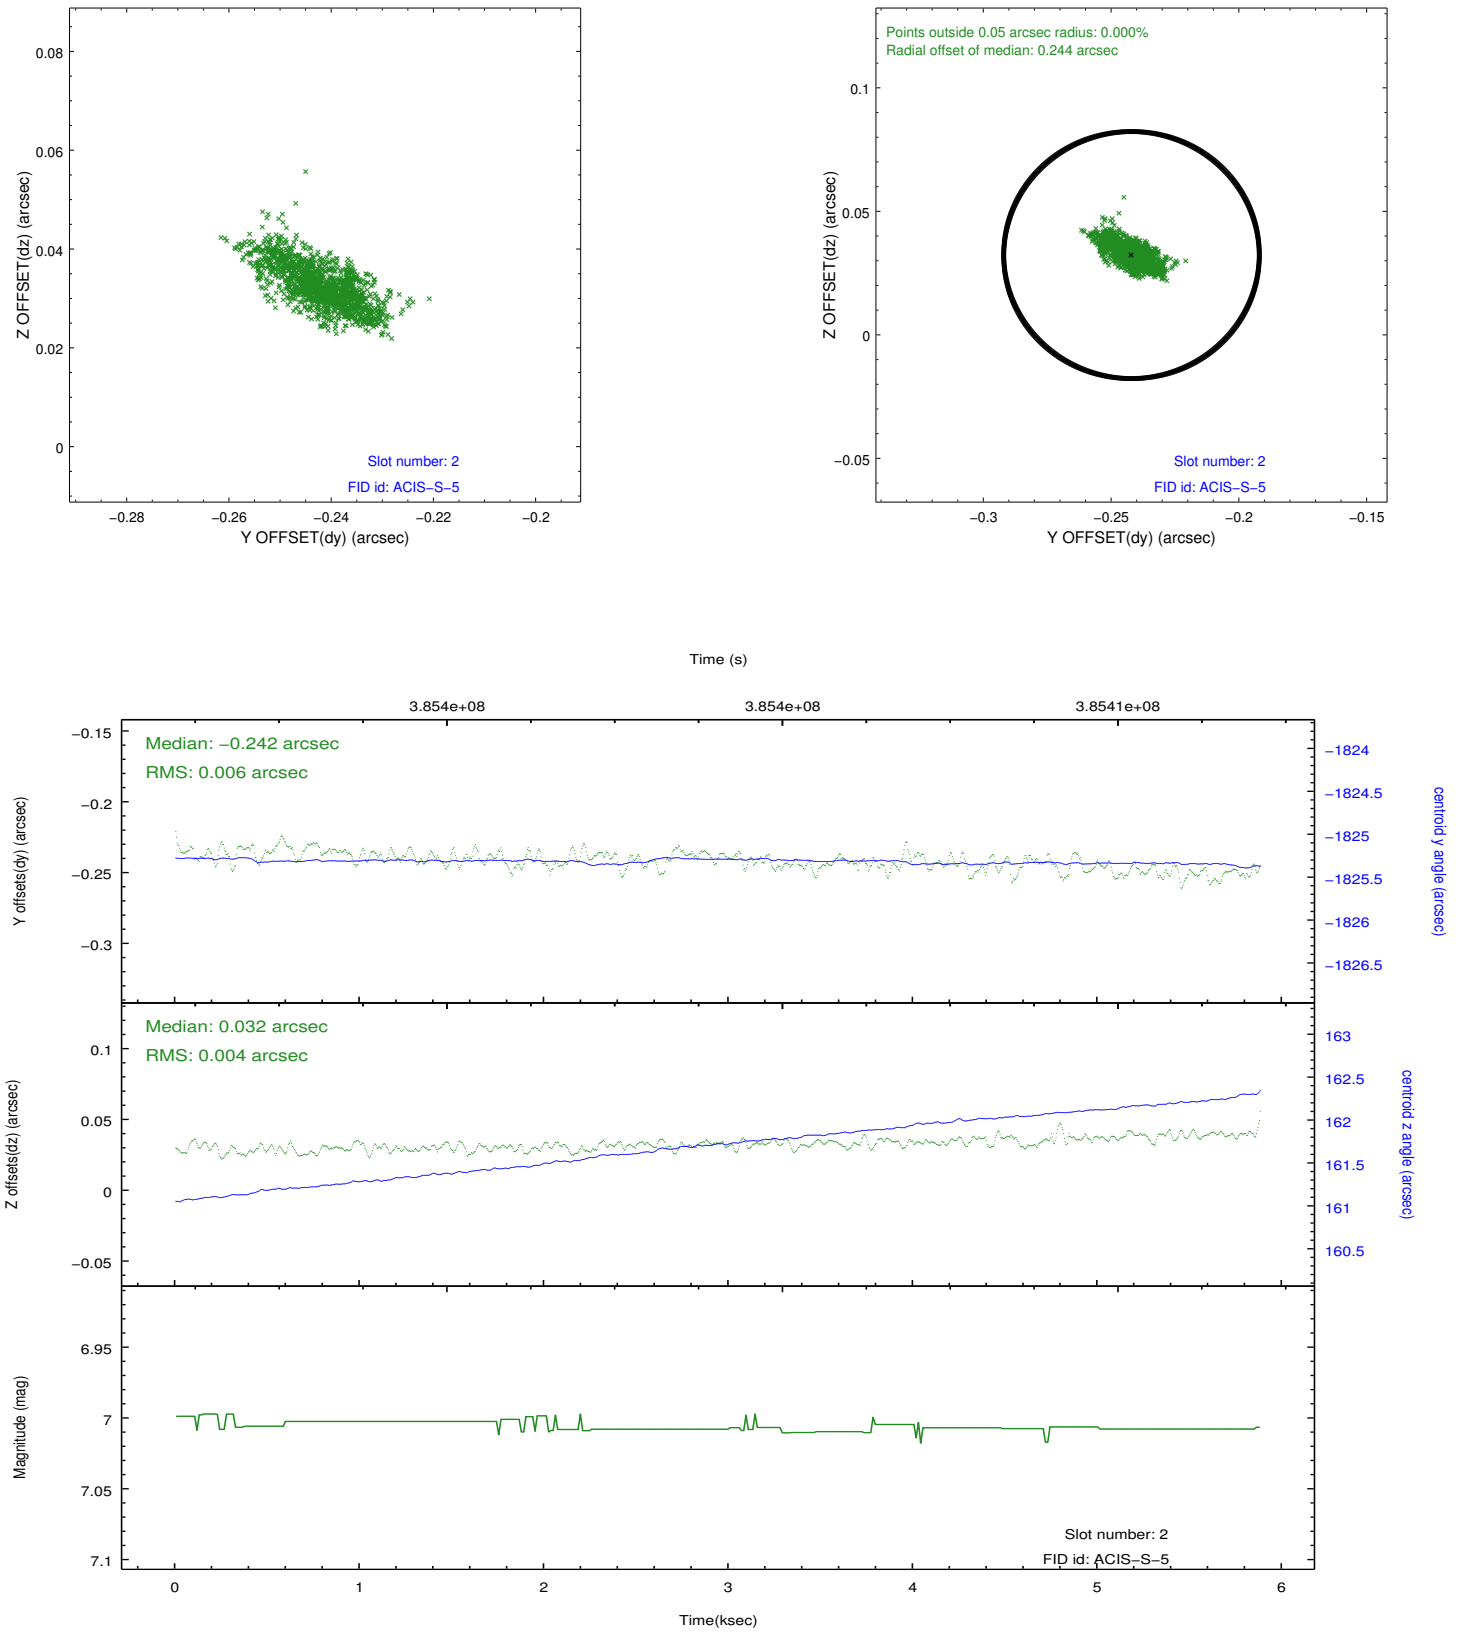 0.08
0.06
0.04
0.02
0
Z OFFSET(dz) (arcsec)
Slot number: 2
FID id: ACIS−S−5
−0.28 −0.26 −0.24 −0.22 −0.2
Y OFFSET(dy) (arcsec)
Points outside 0.05 arcsec radius: 0.000%
Radial offset of median: 0.244 arcsec
0.1
0.05
0
−0.05
Z OFFSET(dz) (arcsec)
Slot number: 2
FID id: ACIS−S−5
−0.3 −0.25 −0.2 −0.15
Y OFFSET(dy) (arcsec)
Time (s)
3.854e+08 3.854e+08 3.8541e+08
−0.15
−0.2
−0.25
−0.3
Y offsets(dy) (arcsec)
Median: −0.242 arcsec
RMS: 0.006 arcsec
−1824
−1824.5
−1825
−1825.5
−1826
−1826.5
centroid y angle (arcsec)
0.1
0.05
0
−0.05
Z offsets(dz) (arcsec)
Median: 0.032 arcsec
RMS: 0.004 arcsec
163
162.5
162
161.5
161
160.5
centroid z angle (arcsec)
6.95
7
7.05
7.1
Magnitude (mag)
Slot number: 2
FID id: ACIS−S−5
0 1 2 3 4 5 6
Time(ksec)